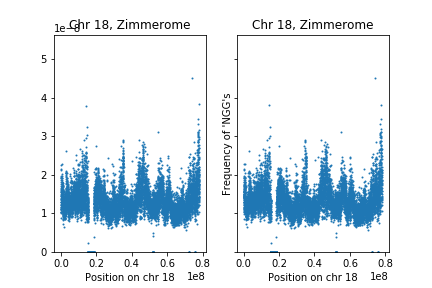 Chr 18, Zimmerome
Chr 18, Zimmerome
1e−8
5
4
3
2
1
0
Frequency of 'NGG's
0.0 0.2 0.4 0.6 0.8
0.0 0.2 0.4 0.6 0.8
1e8
1e8
Position on chr 18
Position on chr 18